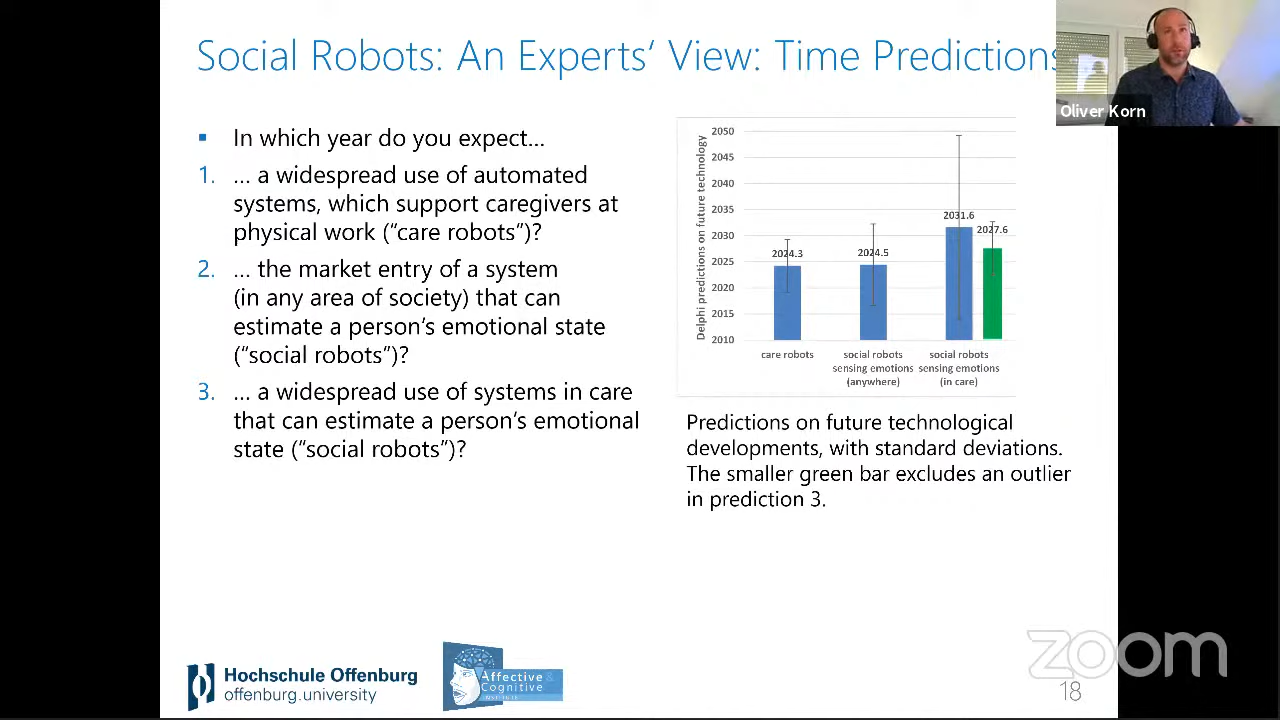 Social Robots: An Experts‘ View: Time Predictions
Oliver Korn
▪ In which year do you expect…
1. … a widespread use of automated
systems, which support caregivers at
physical work (“care robots”)?
2. … the market entry of a system
(in any area of society) that can
estimate a person’s emotional state
(“social robots”)?
3. … a widespread use of systems in care
that can estimate a person’s emotional
state (“social robots”)?
Delphi predictions on future technology
2050
2045
2040
2035
2030
2025
2020
2015
2010
2024.3
2024.5
2031.6
2027.6
care robots
social robots
sensing emotions
(anywhere)
social robots
sensing emotions
(in care)
Predictions on future technological
developments, with standard deviations.
The smaller green bar excludes an outlier
in prediction 3.
Hochschule Offenburg
offenburg.university
Affective &
Cognitive
INSTITUTE
zoom
18